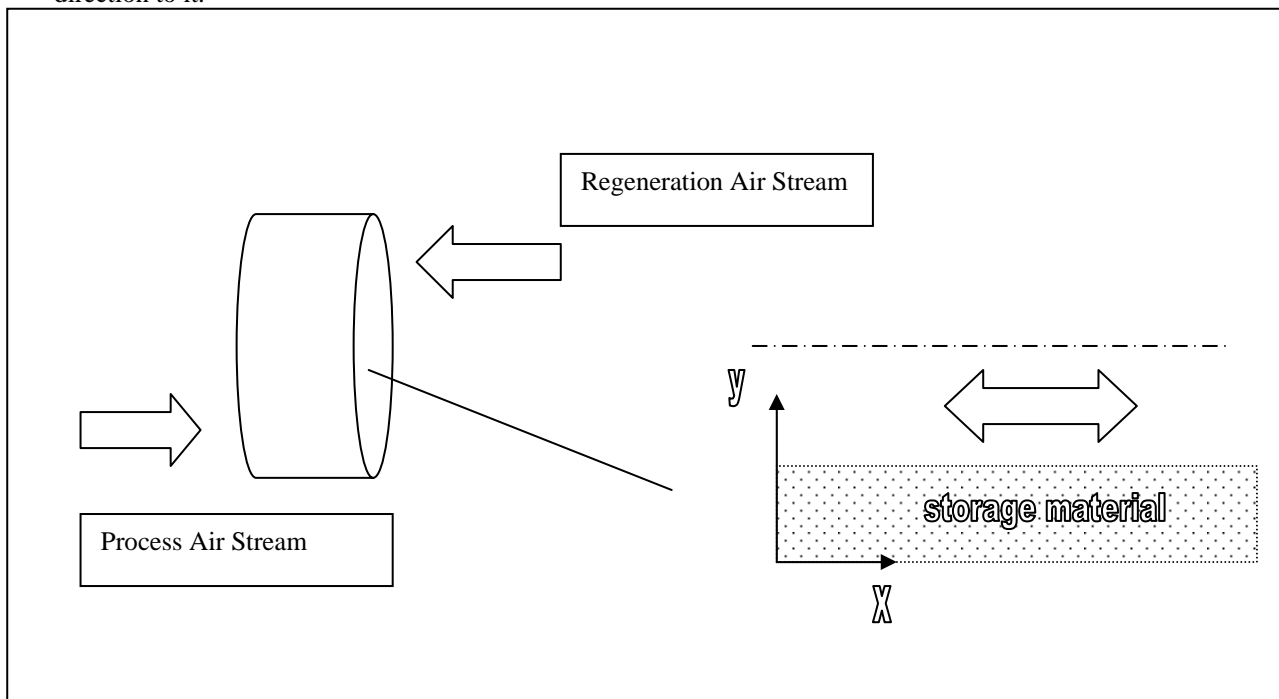 direction to it.
Regeneration Air Stream
y
storage material
Process Air Stream
x